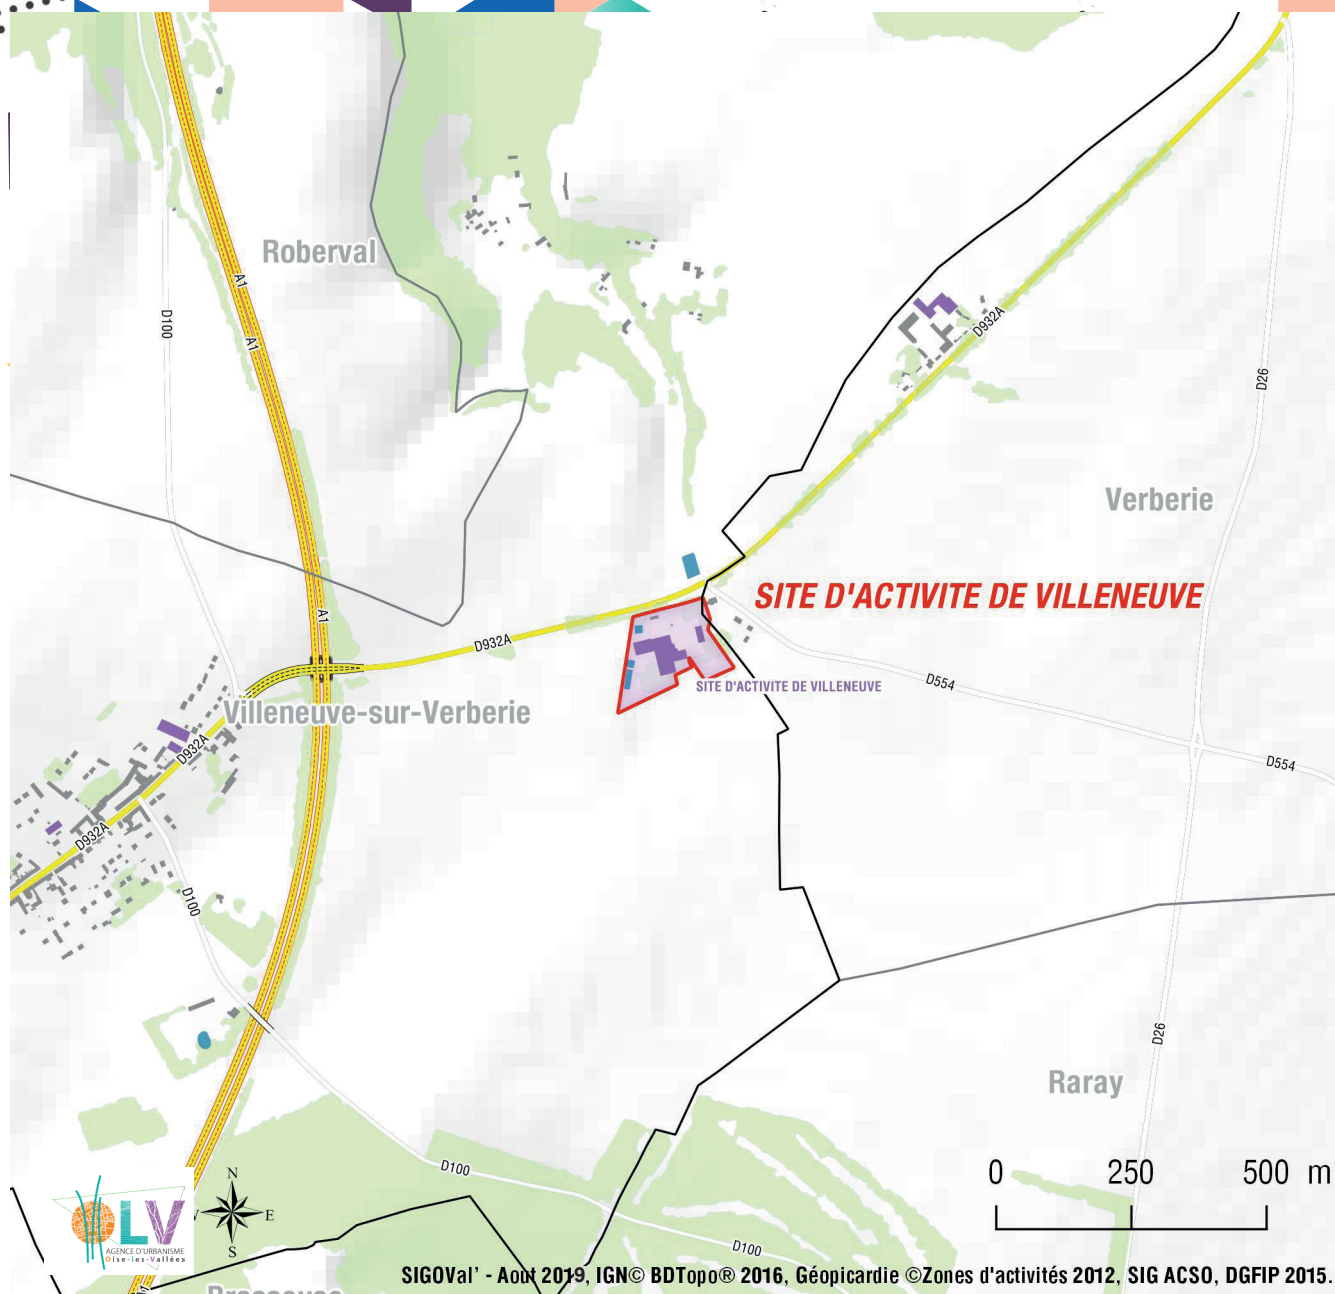 Roberval
A1
A1
D100
D932A
D26
Verberie
SITE D'ACTIVITE DE VILLENEUVE
A1
D932A
SITE D'ACTIVITE DE VILLENEUVE
D554
Villeneuve-sur-Verberie
D932A
D554
D932A
D100
D26
Raray
D100
N
E
S
0 250 500 m
LV
AGENCE D'URBANISME
Oise-les-Vallées
D100
SIGOVal' - Aout 2019, IGN© BDTopo® 2016, Géopicardie ©Zones d'activités 2012, SIG ACSO, DGFIP 2015.